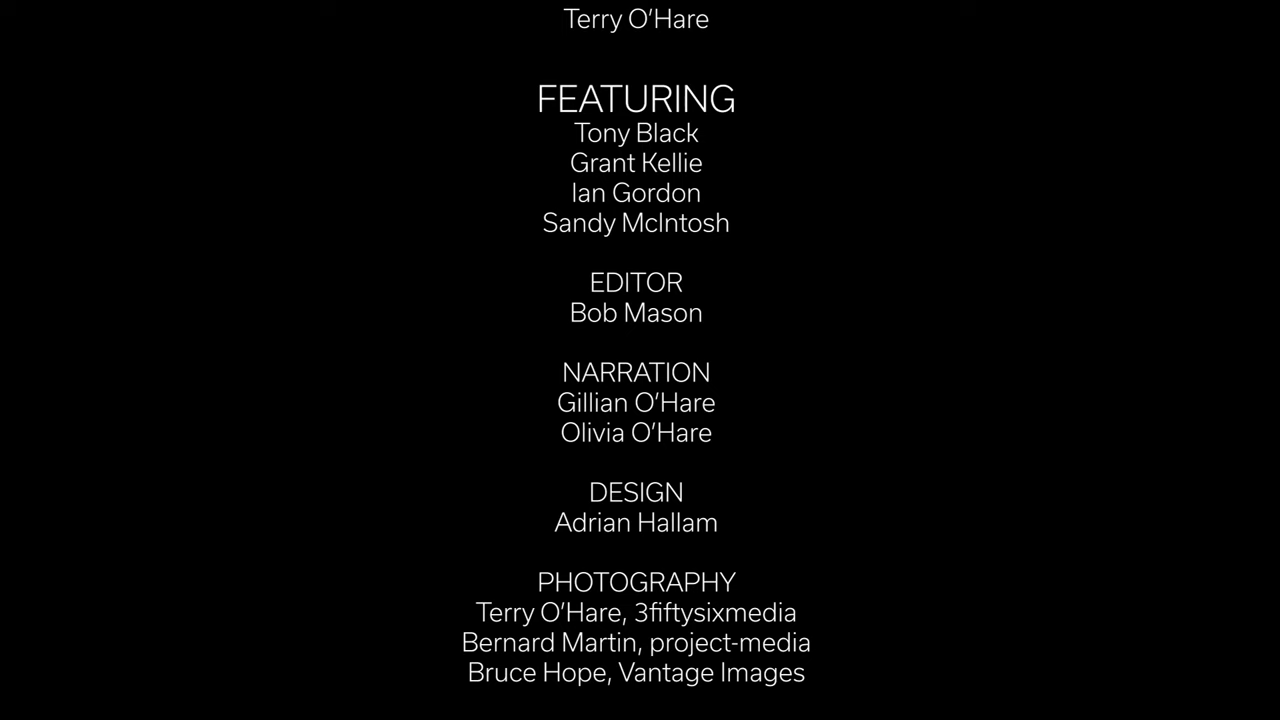 Terry O’Hare
FEATURING
Tony Black
Grant Kellie
Ian Gordon
Sandy McIntosh
EDITOR
Bob Mason
NARRATION
Gillian O’Hare
Olivia O’Hare
DESIGN
Adrian Hallam
PHOTOGRAPHY
Terry O’Hare, 3fiftysixmedia
Bernard Martin, project-media
Bruce Hope, Vantage Images